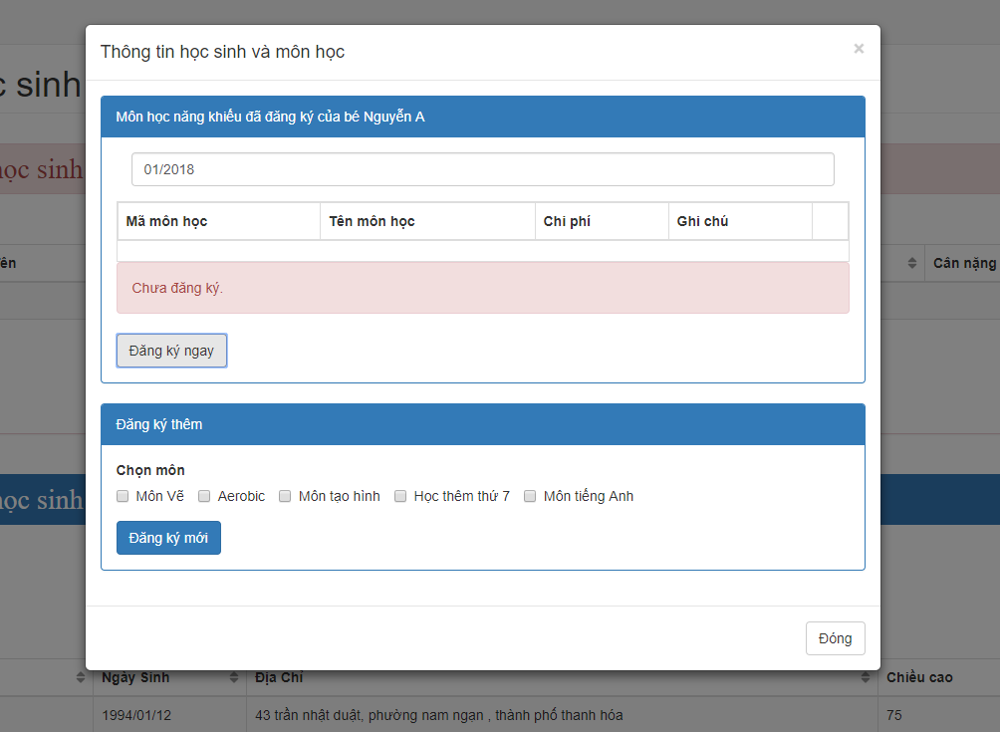 Thông tin học sinh và môn học ×
sinh
Môn học năng khiếu đã đăng ký của bé Nguyễn A
01/2018
học sinh
Mã môn học Tên môn học Chi phí Ghi chú
Cân nặng
Chưa đăng ký.
Đăng ký ngay
Đăng ký thêm
Chọn môn
Môn Vẽ Aerobic Môn tạo hình Học thêm thứ 7 Môn tiếng Anh
học sinh
Đăng ký mới
Đóng
Ngày Sinh Địa Chỉ Chiều cao
1994/01/12 43 trần nhật duật, phường nam ngạn , thành phố thanh hóa 75